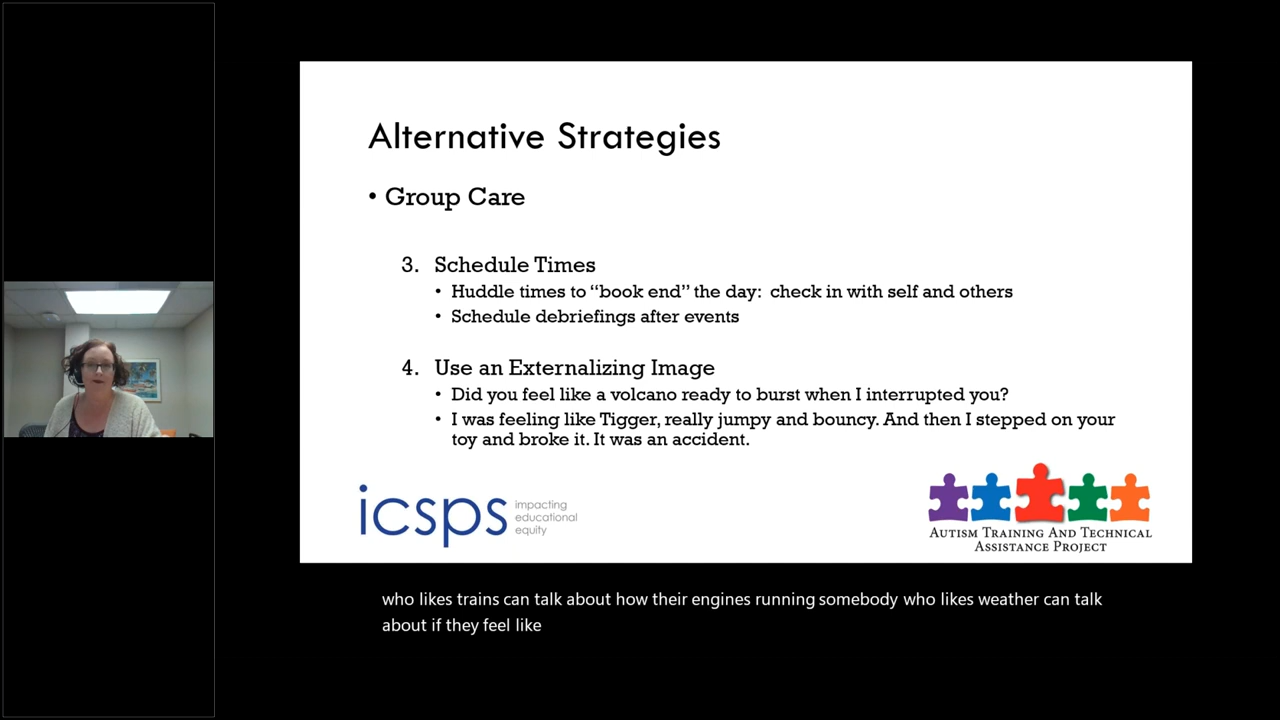 Alternative Strategies
• Group Care
3. Schedule Times
• Huddle times to “book end” the day: check in with self and others
• Schedule debriefings after events
4. Use an Externalizing Image
• Did you feel like a volcano ready to burst when I interrupted you?
• I was feeling like Tigger, really jumpy and bouncy. And then I stepped on your
toy and broke it. It was an accident.
icsps
impacting
educational
equity
Autism Training And Technical
Assistance Project
who likes trains can talk about how their engines running somebody who likes weather can talk
about if they feel like